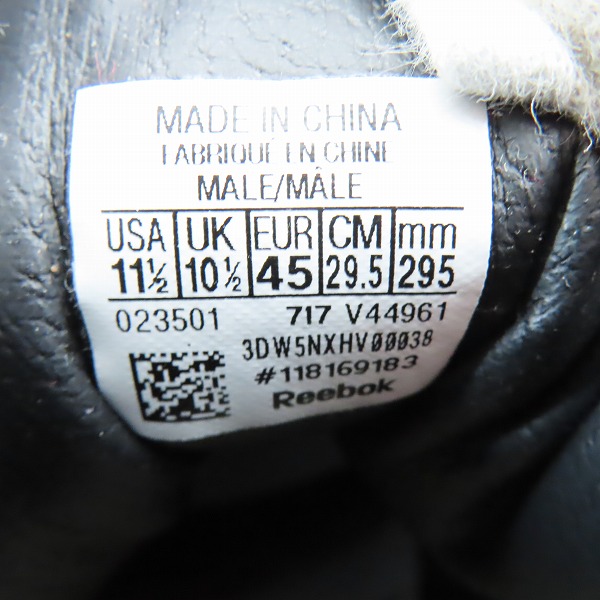 MADE IN CHINA
FABRIQUÉ EN CHINE
MALE/MÂLE
USA UK EUR CM mm
11½ 10½ 45 29.5 295
023501 717 V44961
3DW5NXHV00038
#118169183
Reebok